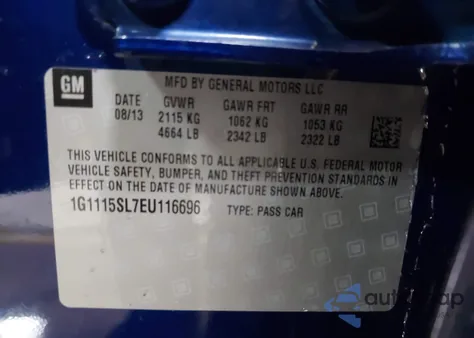 GM
MFD BY GENERAL MOTORS LLC
DATE GVWR GAWR FRT GAWR RR
08/13 2115 KG 1062 KG 1053 KG
4664 LB 2342 LB 2322 LB
THIS VEHICLE CONFORMS TO ALL APPLICABLE U.S. FEDERAL MOTOR
VEHICLE SAFETY, BUMPER, AND THEFT PREVENTION STANDARDS IN
EFFECT ON THE DATE OF MANUFACTURE SHOWN ABOVE.
1G1115SL7EU116696 TYPE: PASS CAR